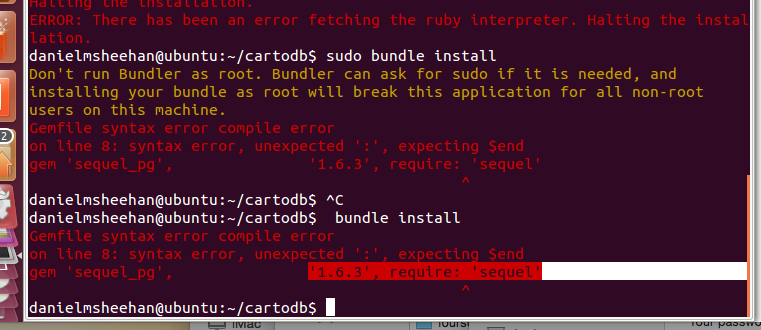 Halting the installation.
ERROR: There has been an error fetching the ruby interpreter. Halting the instal
lation.
danielmsheehan@ubuntu:~/cartodb$ sudo bundle install
Don't run Bundler as root. Bundler can ask for sudo if it is needed, and
installing your bundle as root will break this application for all non-root
users on this machine.
Gemfile syntax error compile error
on line 8: syntax error, unexpected ':', expecting $end
gem 'sequel_pg',               '1.6.3', require: 'sequel'
^
danielmsheehan@ubuntu:~/cartodb$ ^C
danielmsheehan@ubuntu:~/cartodb$  bundle install
Gemfile syntax error compile error
on line 8: syntax error, unexpected ':', expecting $end
gem 'sequel_pg',               '1.6.3', require: 'sequel'
^
danielmsheehan@ubuntu:~/cartodb$
2
iMac
Your passwo